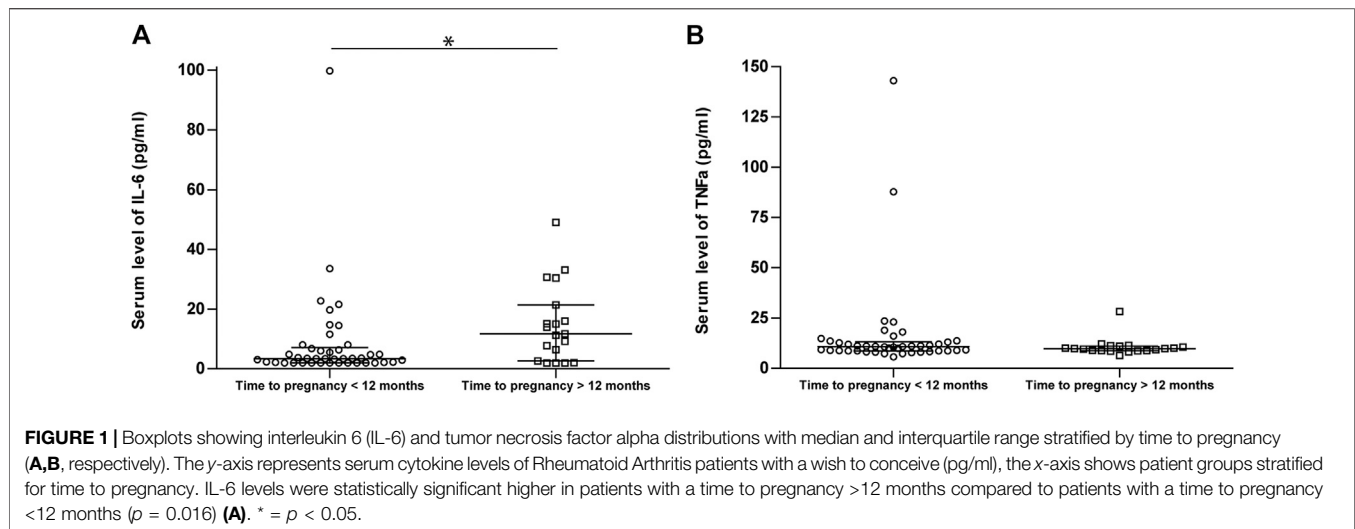 A
*
Serum level of IL-6 (pg/ml)
100
80
60
40
20
0
Time to pregnancy < 12 months
Time to pregnancy > 12 months
B
Serum level of TNFa (pg/ml)
150
125
100
75
50
25
0
Time to pregnancy < 12 months
Time to pregnancy > 12 months
FIGURE 1 | Boxplots showing interleukin 6 (IL-6) and tumor necrosis factor alpha distributions with median and interquartile range stratified by time to pregnancy
(A,B, respectively). The y-axis represents serum cytokine levels of Rheumatoid Arthritis patients with a wish to conceive (pg/ml), the x-axis shows patient groups stratified
for time to pregnancy. IL-6 levels were statistically significant higher in patients with a time to pregnancy >12 months compared to patients with a time to pregnancy
<12 months (p = 0.016) (A). * = p < 0.05.